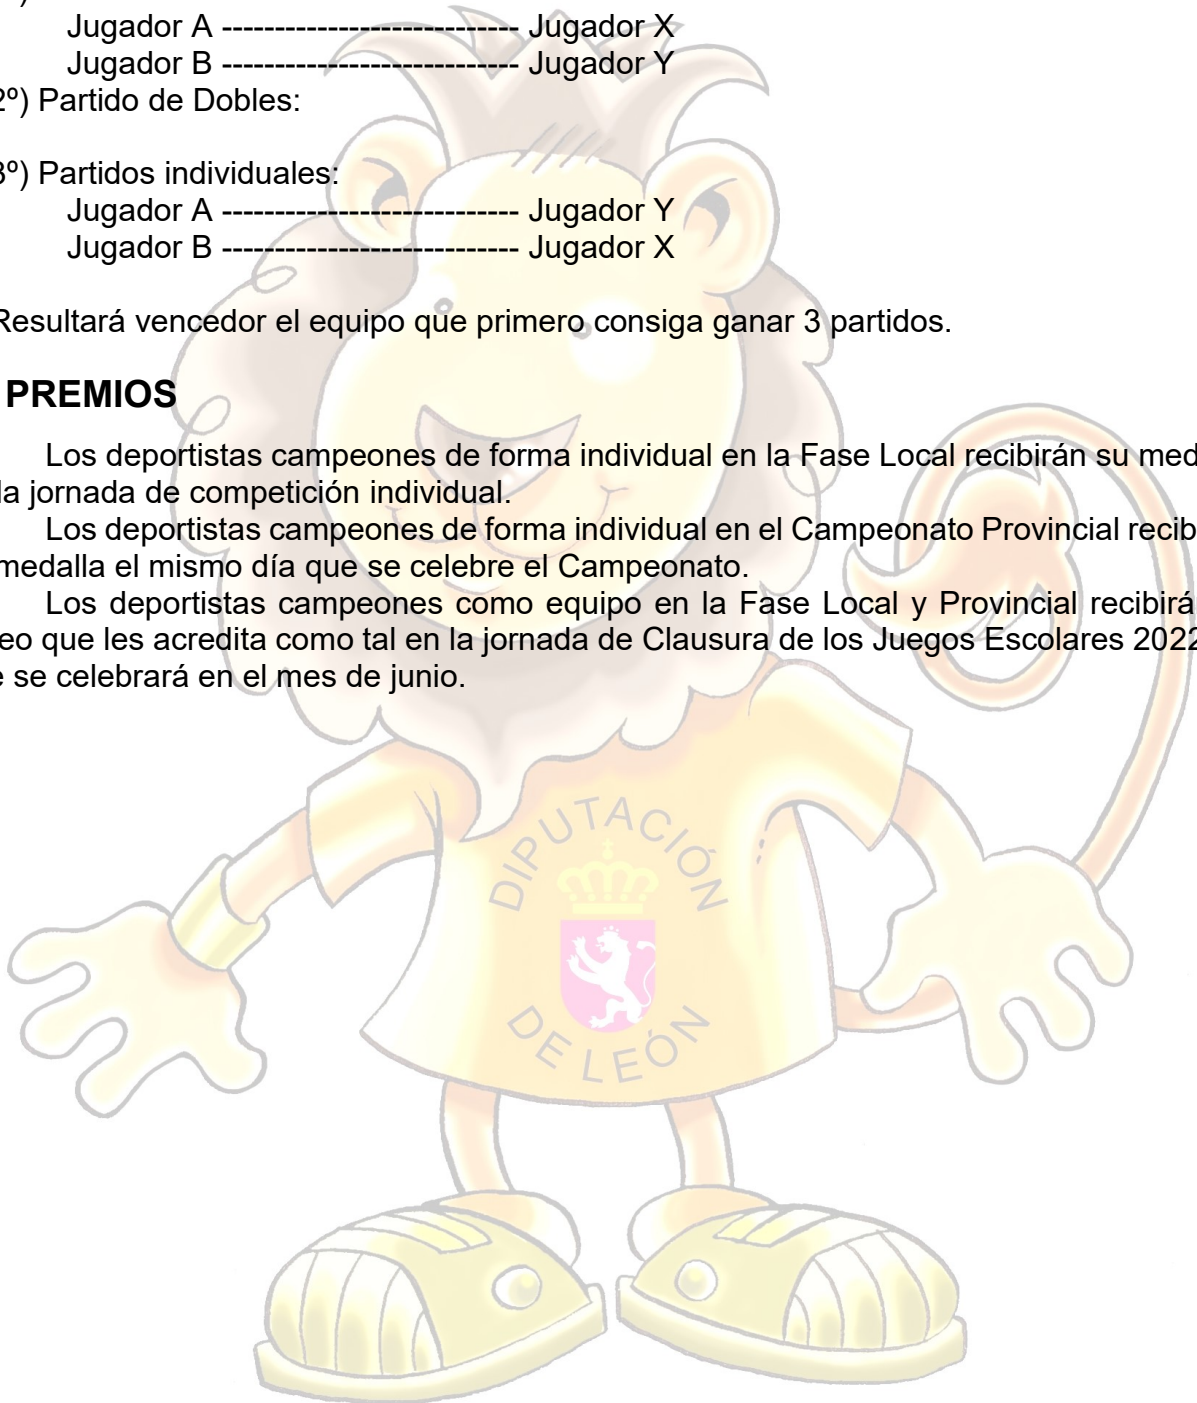 )
Jugador A ---------------------------- Jugador X
Jugador B ---------------------------- Jugador Y
2º) Partido de Dobles:
3º) Partidos individuales:
Jugador A ---------------------------- Jugador Y
Jugador B ---------------------------- Jugador X
Resultará vencedor el equipo que primero consiga ganar 3 partidos.
PREMIOS
Los deportistas campeones de forma individual en la Fase Local recibirán su med
la jornada de competición individual.
Los deportistas campeones de forma individual en el Campeonato Provincial recib
medalla el mismo día que se celebre el Campeonato.
Los deportistas campeones como equipo en la Fase Local y Provincial recibirá
eo que les acredita como tal en la jornada de Clausura de los Juegos Escolares 2022
e se celebrará en el mes de junio.
DIPUTACIÓN
DE LEÓN